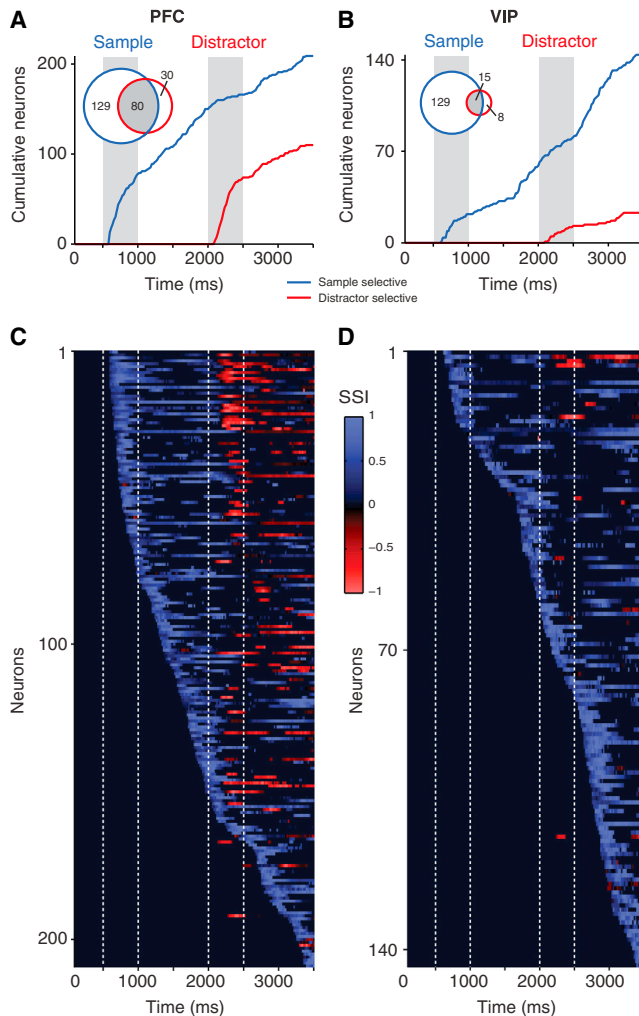 A
PFC
Sample
Distractor
Cumulative neurons
200
100
0
129
80
30
0
1000
2000
3000
Time (ms)
B
VIP
Sample
Distractor
Cumulative neurons
140
70
0
129
15
8
0
1000
2000
3000
Time (ms)
Sample selective
Distractor selective
C
Neurons
1
100
200
0
1000
2000
3000
Time (ms)
SSI
1
0.5
0
−0.5
−1
D
Neurons
1
70
140
0
1000
2000
3000
Time (ms)